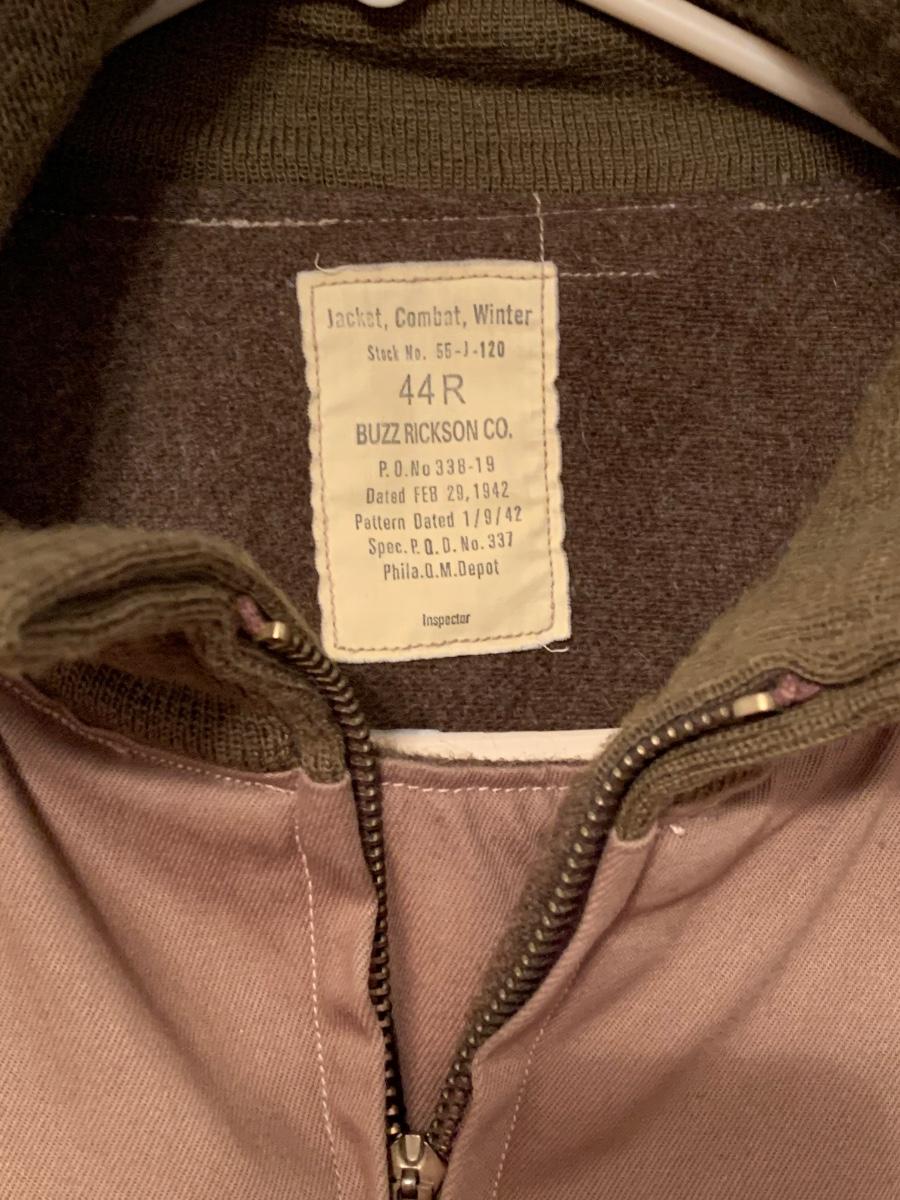 Jacket, Combat, Winter
Stock No. 55-J-120
44R
BUZZ RICKSON CO.
P.O.No 338-19
Dated FEB 29,1942
Pattern Dated 1/9/42
Spec.P.Q.D.No.337
Phila.Q.M.Depot
Inspector